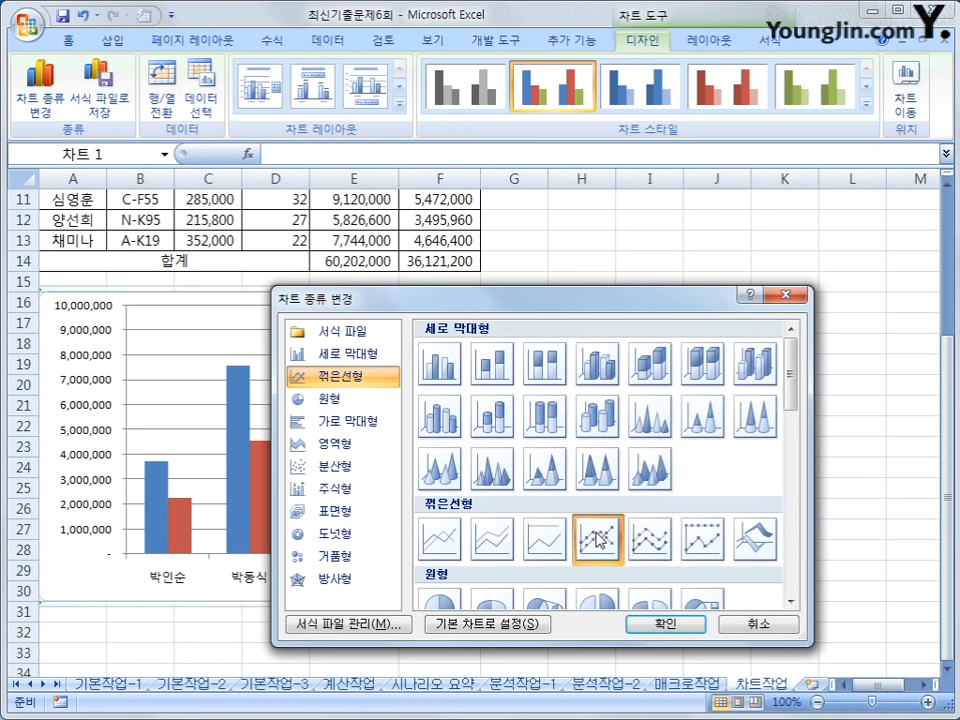 최신기출문제6회 - Microsoft Excel
차트 도구
YoungJin.com Y.
홈 삽입 페이지 레이아웃 수식 데이터 검토 보기 개발 도구 추가 기능 디자인 레이아웃 서식
차트 종류 변경
서식 파일로 저장
행/열 전환
데이터 선택
차트 이동
종류 데이터 차트 레이아웃 차트 스타일 위치
차트 1 fx
A B C D E F G H I J K L M
11 심영훈 C-F55 285,000 32 9,120,000 5,472,000
12 양선희 N-K95 215,800 27 5,826,600 3,495,960
13 채미나 A-K19 352,000 22 7,744,000 4,646,400
14 합계 60,202,000 36,121,200
15
16
17
18
19
20
21
22
23
24
25
26
27
28
29
30
31
32
33
34
10,000,000
9,000,000
8,000,000
7,000,000
6,000,000
5,000,000
4,000,000
3,000,000
2,000,000
1,000,000
-
박인순 박동식
차트 종류 변경
서식 파일
세로 막대형
꺾은선형
원형
가로 막대형
영역형
분산형
주식형
표면형
도넛형
거품형
방사형
세로 막대형
꺾은선형
원형
서식 파일 관리(M)... 기본 차트로 설정(S) 확인 취소
기본작업-1 기본작업-2 기본작업-3 계산작업 시나리오 요약 분석작업-1 분석작업-2 매크로작업 차트작업
준비 100%